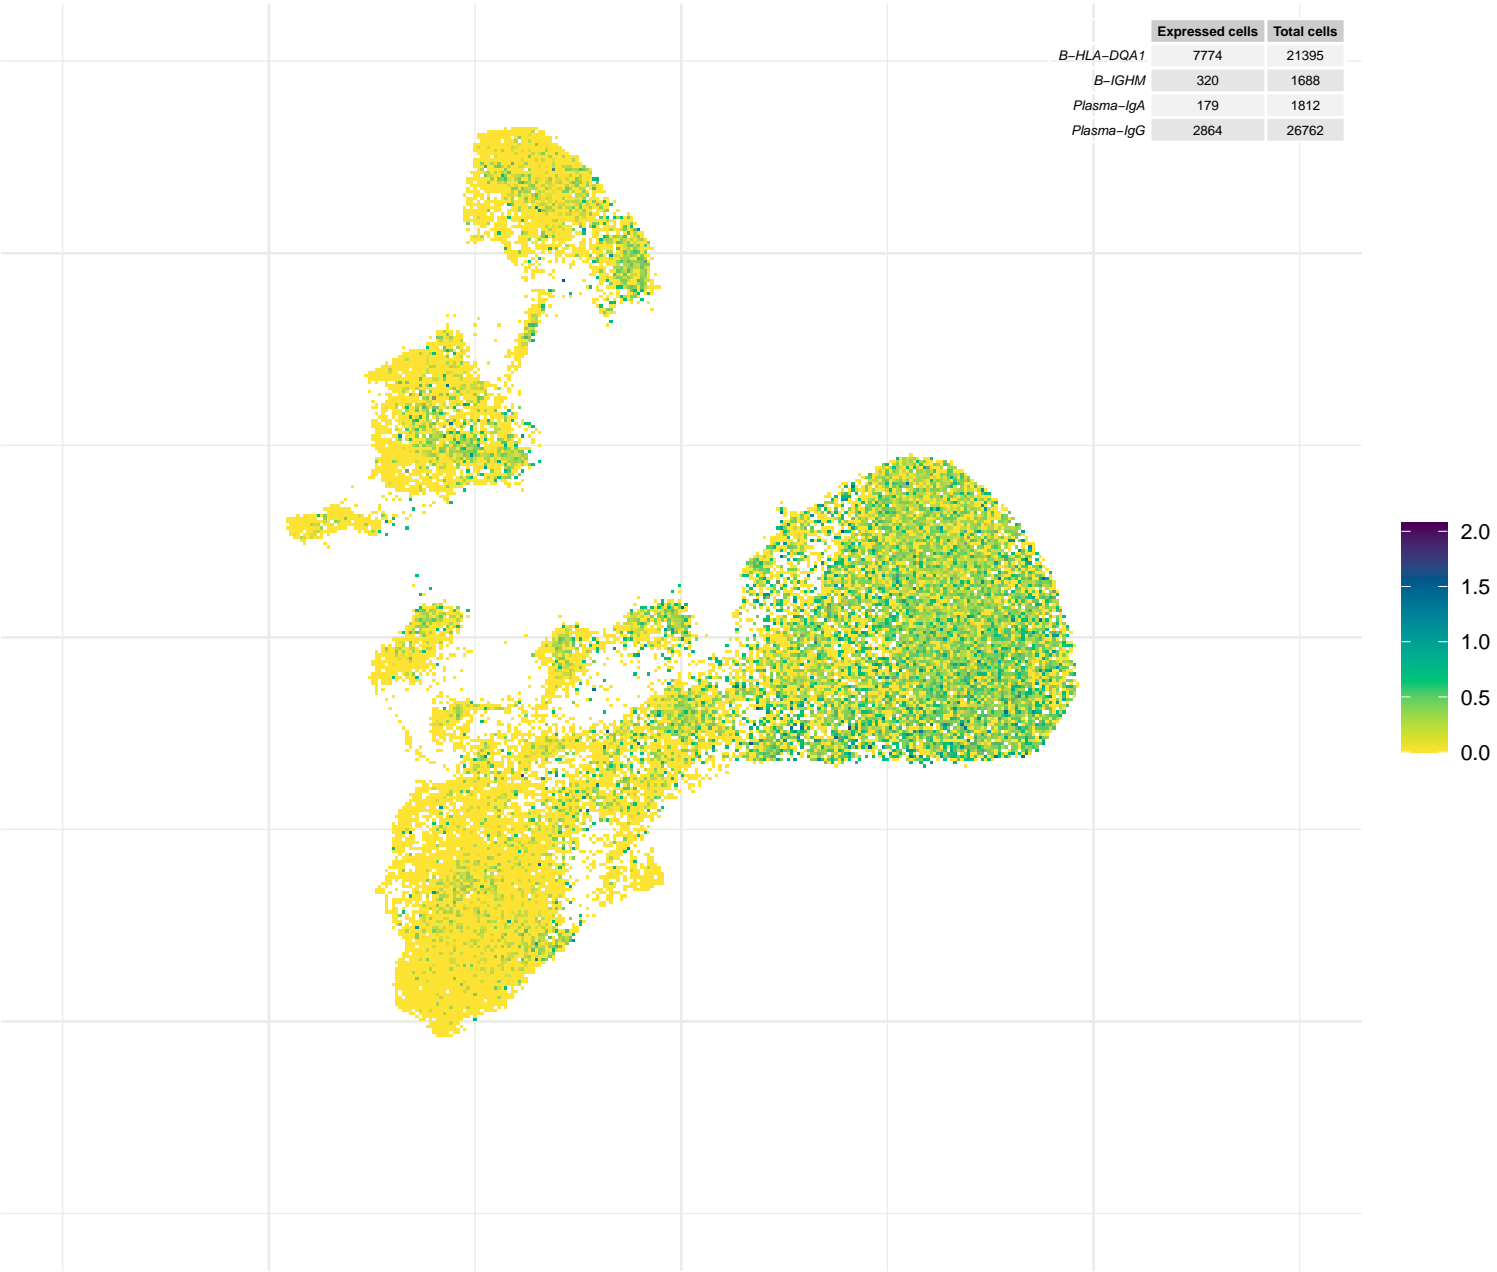 Expressed cells Total cells
B−HLA−DQA1 7774 21395
B−IGHM 320 1688
Plasma−IgA 179 1812
Plasma−IgG 2864 26762
2.0
1.5
1.0
0.5
0.0